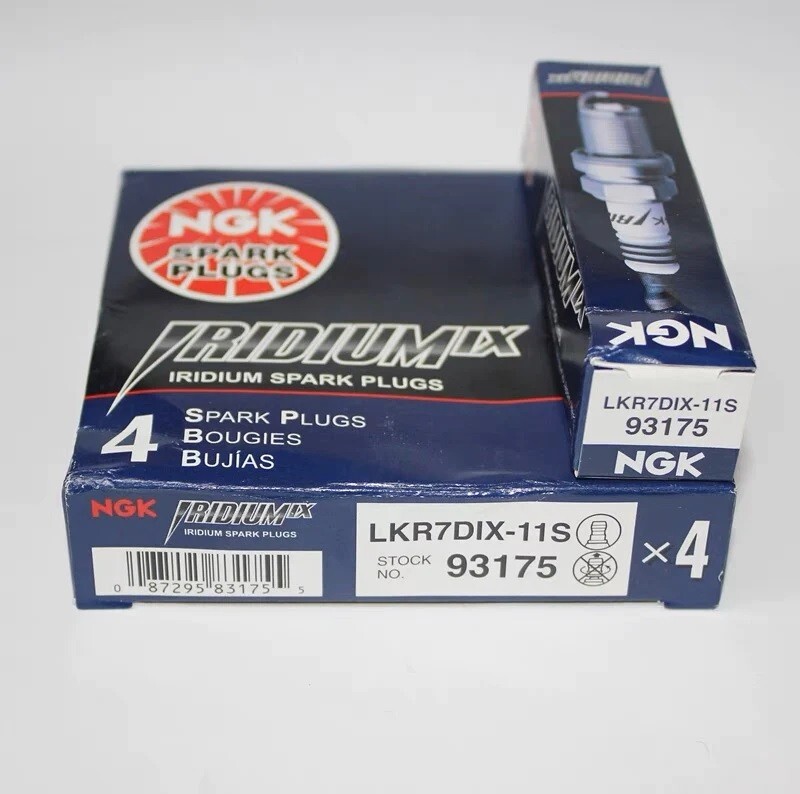 NGK
SPARK
PLUGS
IRIDIUM IX
IRIDIUM SPARK PLUGS
4
SPARK PLUGS
BOUGIES
BUJÍAS
NGK
IRIDIUM IX
IRIDIUM SPARK PLUGS
0 87295 83175 5
LKR7DIX-11S
STOCK
NO. 93175
×4
NGK
LKR7DIX-11S
93175
NGK